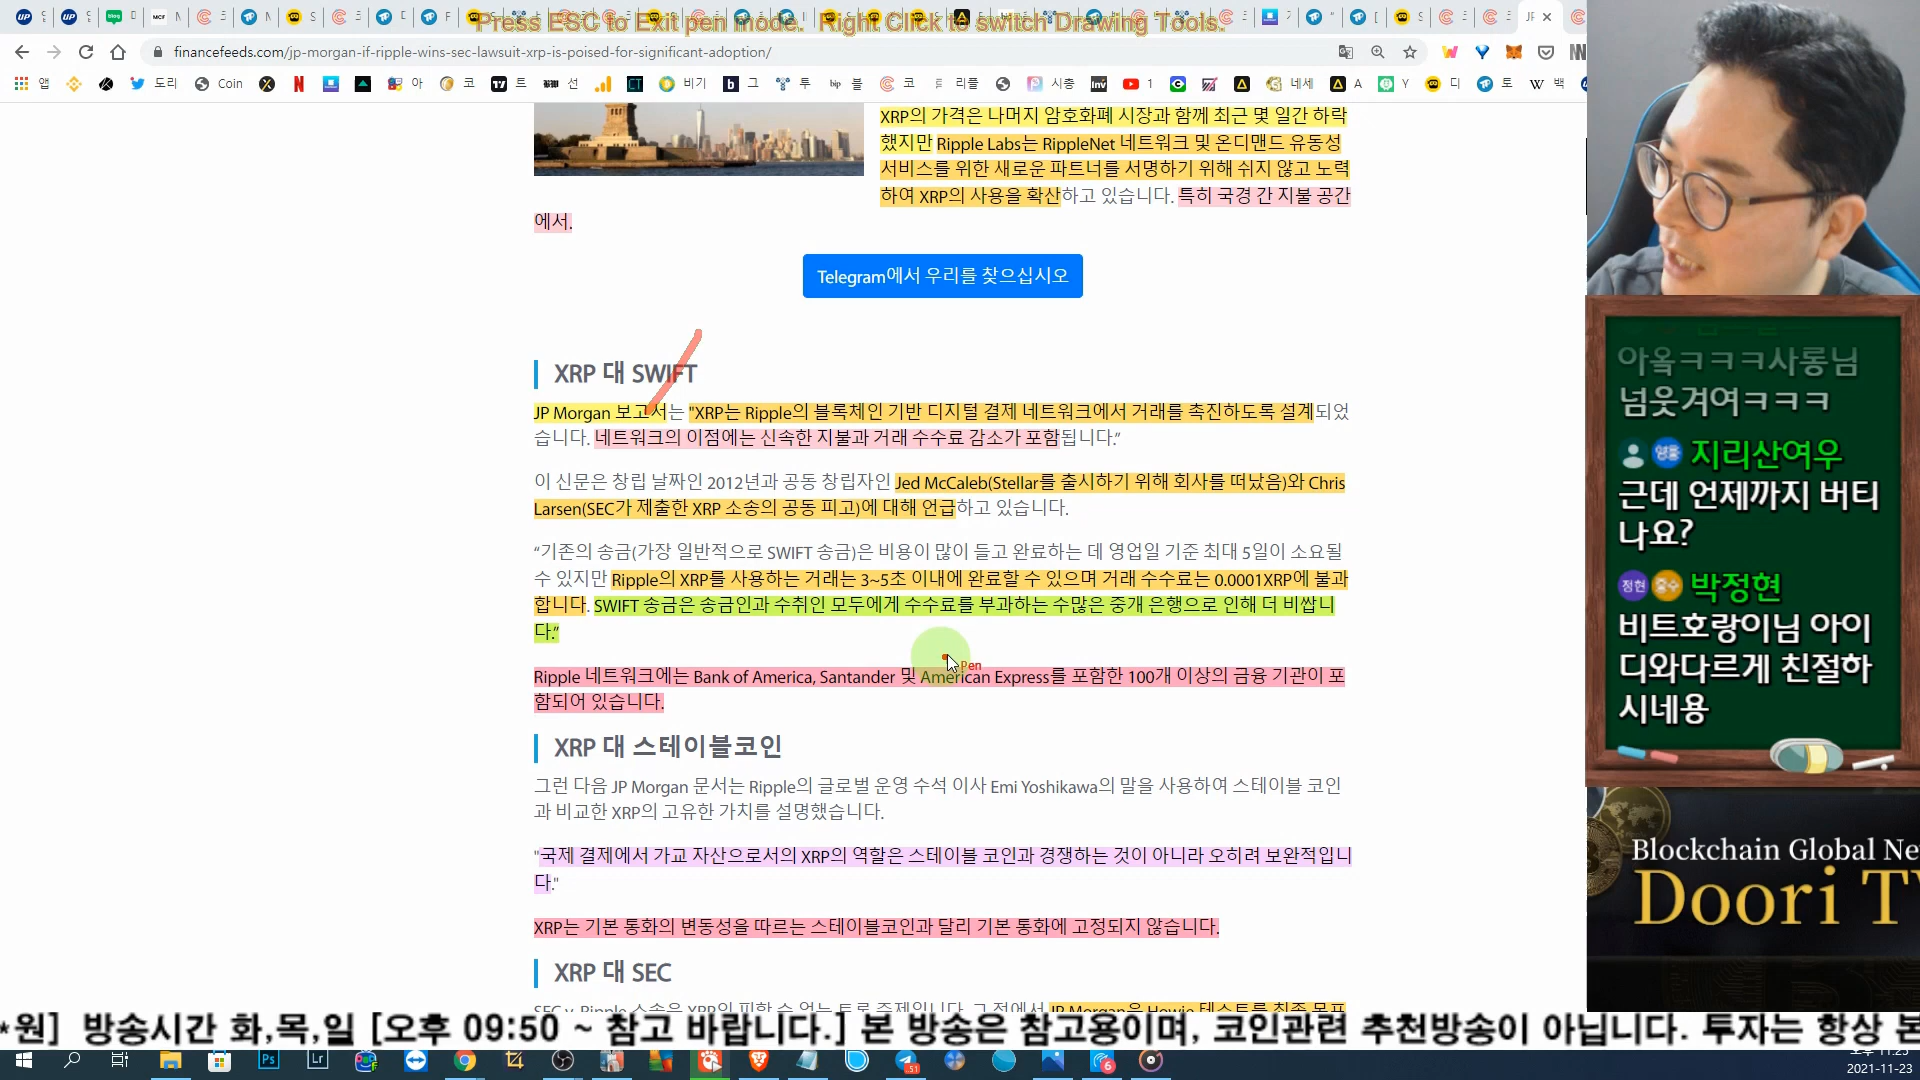 Press ESC to Exit pen mode. Right Click to switch Drawing Tools.
financefeeds.com/jp-morgan-if-ripple-wins-sec-lawsuit-xrp-is-poised-for-significant-adoption/
앱
도리
Coin
아
코
트
선
비기
그
투
블
코
리플
시총
1
네세
A
Y
디
토
백
XRP의 가격은 나머지 암호화폐 시장과 함께 최근 몇 일간 하락
했지만 Ripple Labs는 RippleNet 네트워크 및 온디맨드 유동성
서비스를 위한 새로운 파트너를 서명하기 위해 쉬지 않고 노력
하여 XRP의 사용을 확산하고 있습니다. 특히 국경 간 지불 공간
에서.
Telegram에서 우리를 찾으십시오
XRP 대 SWIFT
JP Morgan 보고서는 "XRP는 Ripple의 블록체인 기반 디지털 결제 네트워크에서 거래를 촉진하도록 설계되었
습니다. 네트워크의 이점에는 신속한 지불과 거래 수수료 감소가 포함됩니다.”
이 신문은 창립 날짜인 2012년과 공동 창립자인 Jed McCaleb(Stellar를 출시하기 위해 회사를 떠났음)와 Chris
Larsen(SEC가 제출한 XRP 소송의 공동 피고)에 대해 언급하고 있습니다.
“기존의 송금(가장 일반적으로 SWIFT 송금)은 비용이 많이 들고 완료하는 데 영업일 기준 최대 5일이 소요될
수 있지만 Ripple의 XRP를 사용하는 거래는 3~5초 이내에 완료할 수 있으며 거래 수수료는 0.0001XRP에 불과
합니다. SWIFT 송금은 송금인과 수취인 모두에게 수수료를 부과하는 수많은 중개 은행으로 인해 더 비쌉니
다.”
Pen
Ripple 네트워크에는 Bank of America, Santander 및 American Express를 포함한 100개 이상의 금융 기관이 포
함되어 있습니다.
XRP 대 스테이블코인
그런 다음 JP Morgan 문서는 Ripple의 글로벌 운영 수석 이사 Emi Yoshikawa의 말을 사용하여 스테이블 코인
과 비교한 XRP의 고유한 가치를 설명했습니다.
"국제 결제에서 가교 자산으로서의 XRP의 역할은 스테이블 코인과 경쟁하는 것이 아니라 오히려 보완적입니
다."
XRP는 기본 통화의 변동성을 따르는 스테이블코인과 달리 기본 통화에 고정되지 않습니다.
XRP 대 SEC
아옼ㅋㅋㅋ사롱님
넘웃겨여ㅋㅋㅋ
지리산여우
근데 언제까지 버티
나요?
박정현
비트호랑이님 아이
디와다르게 친절하
시네용
Blockchain Global Ne
Doori T
*원] 방송시간 화,목,일 [오후 09:50 ~ 참고 바랍니다.] 본 방송은 참고용이며, 코인관련 추천방송이 아닙니다. 투자는 항상 본
오후 11:25
2021-11-23